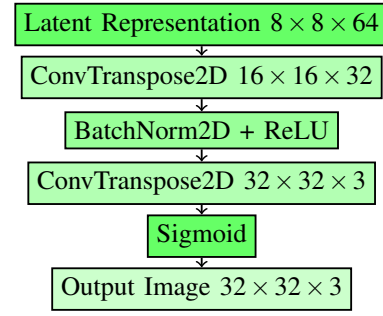 Latent Representation 8 × 8 × 64
ConvTranspose2D 16 × 16 × 32
BatchNorm2D + ReLU
ConvTranspose2D 32 × 32 × 3
Sigmoid
Output Image 32 × 32 × 3